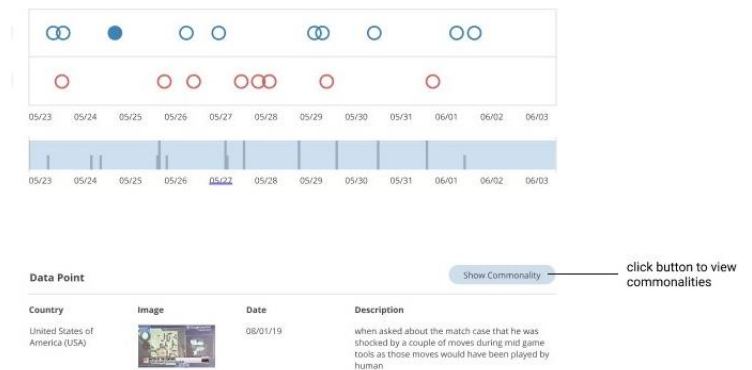 05/23 05/24 05/25 05/26 05/27 05/28 05/29 05/30 05/31 06/01 06/02 06/03
05/23 05/24 05/25 05/26 05/27 05/28 05/29 05/30 05/31 06/01 06/02 06/03
Data Point
Show Commonality
click button to view
commonalities
Country Image Date Description
United States of
America (USA)
08/01/19
when asked about the match case that he was
shocked by a couple of moves during mid game
tools as those moves would have been played by
human